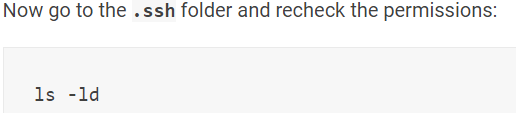 Now go to the .ssh folder and recheck the permissions:
ls -ld